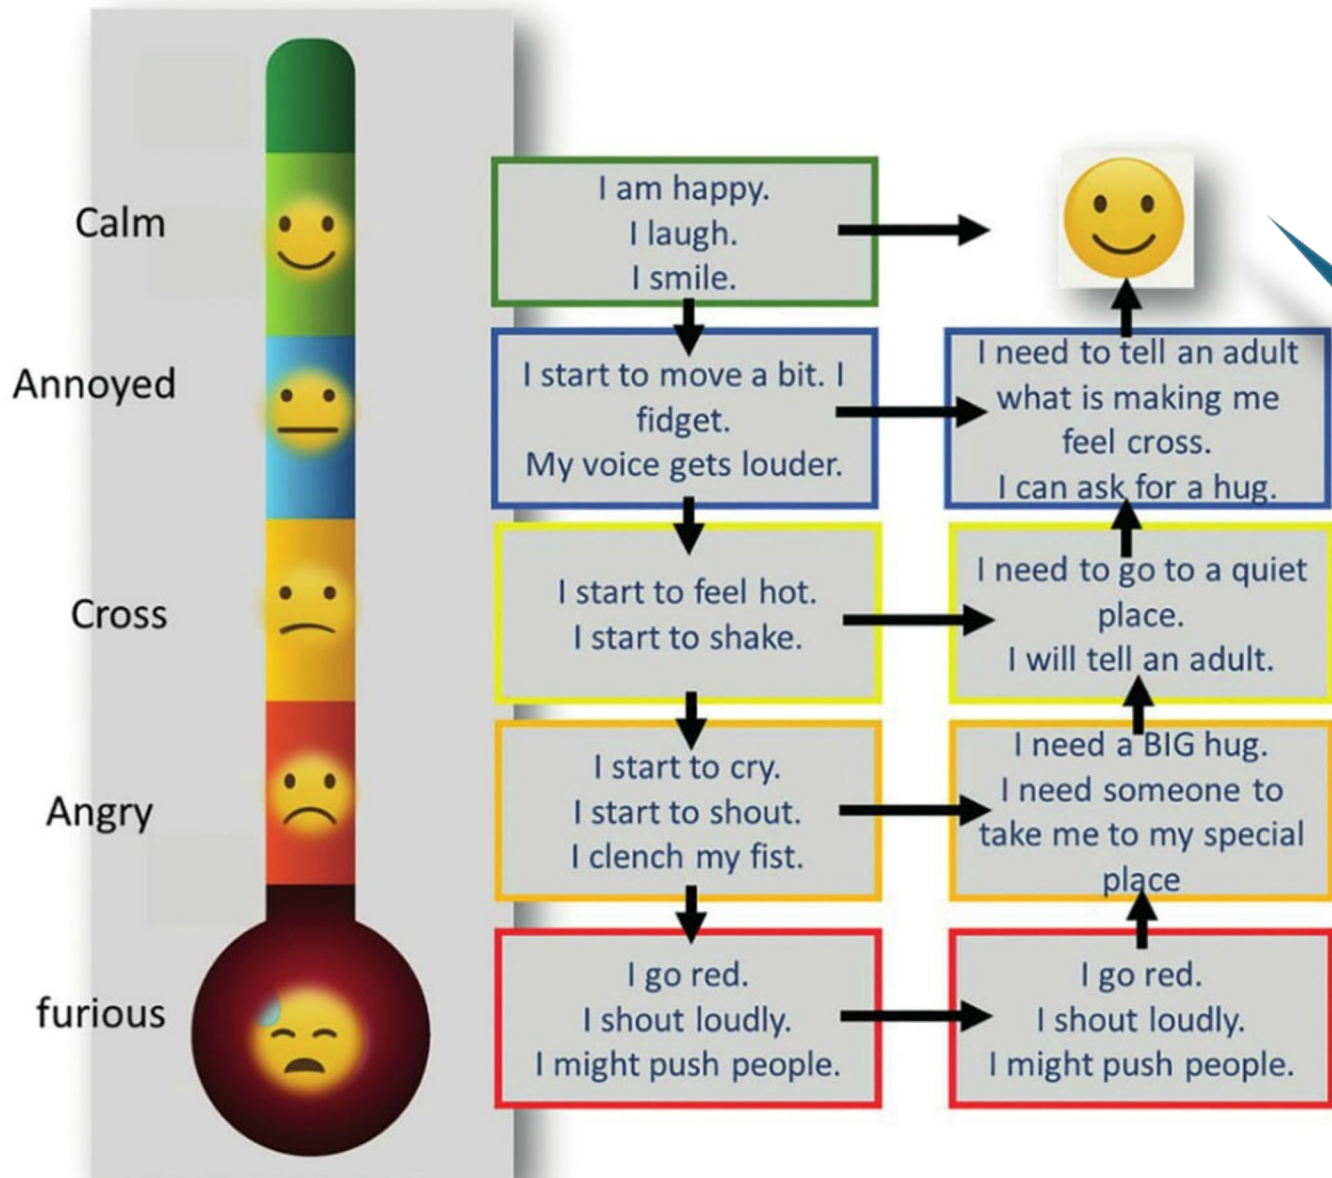 Calm
I am happy.
I laugh.
I smile.
Annoyed
I start to move a bit. I
fidget.
My voice gets louder.
I need to tell an adult
what is making me
feel cross.
I can ask for a hug.
Cross
I start to feel hot.
I start to shake.
I need to go to a quiet
place.
I will tell an adult.
Angry
I start to cry.
I start to shout.
I clench my fist.
I need a BIG hug.
I need someone to
take me to my special
place
furious
I go red.
I shout loudly.
I might push people.
I go red.
I shout loudly.
I might push people.